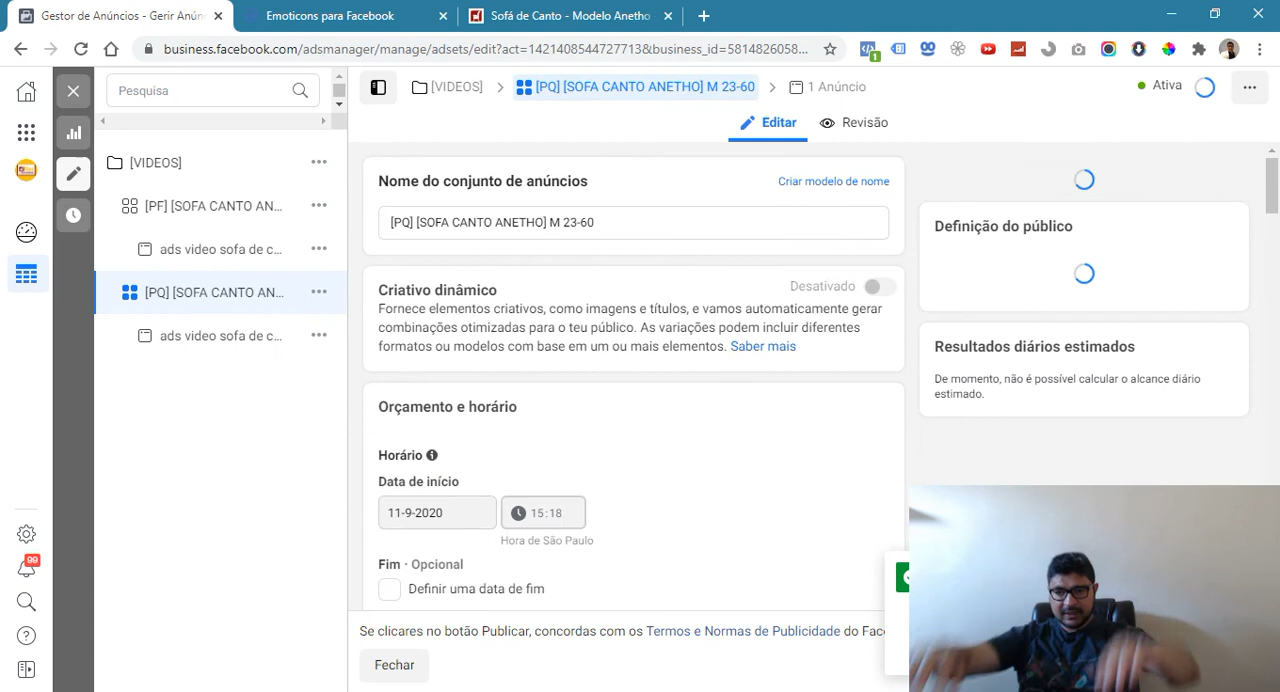 Gestor de Anúncios - Gerir Anún
Emoticons para Facebook
Sofá de Canto - Modelo Anetho
business.facebook.com/adsmanager/manage/adsets/edit?act=1421408544727713&business_id=5814826058...
1
Pesquisa
[VIDEOS]
[PQ] [SOFA CANTO ANETHO] M 23-60
1 Anúncio
Ativa
Editar
Revisão
[VIDEOS]
[PF] [SOFA CANTO AN...
ads video sofa de c...
[PQ] [SOFA CANTO AN...
ads video sofa de c...
99
Nome do conjunto de anúncios
Criar modelo de nome
[PQ] [SOFA CANTO ANETHO] M 23-60
Criativo dinâmico
Desativado
Fornece elementos criativos, como imagens e títulos, e vamos automaticamente gerar
combinações otimizadas para o teu público. As variações podem incluir diferentes
formatos ou modelos com base em um ou mais elementos. Saber mais
Orçamento e horário
Horário
Data de início
11-9-2020
15:18
Hora de São Paulo
Fim · Opcional
Definir uma data de fim
Se clicares no botão Publicar, concordas com os Termos e Normas de Publicidade do Fac
Fechar
Definição do público
Resultados diários estimados
De momento, não é possível calcular o alcance diário
estimado.